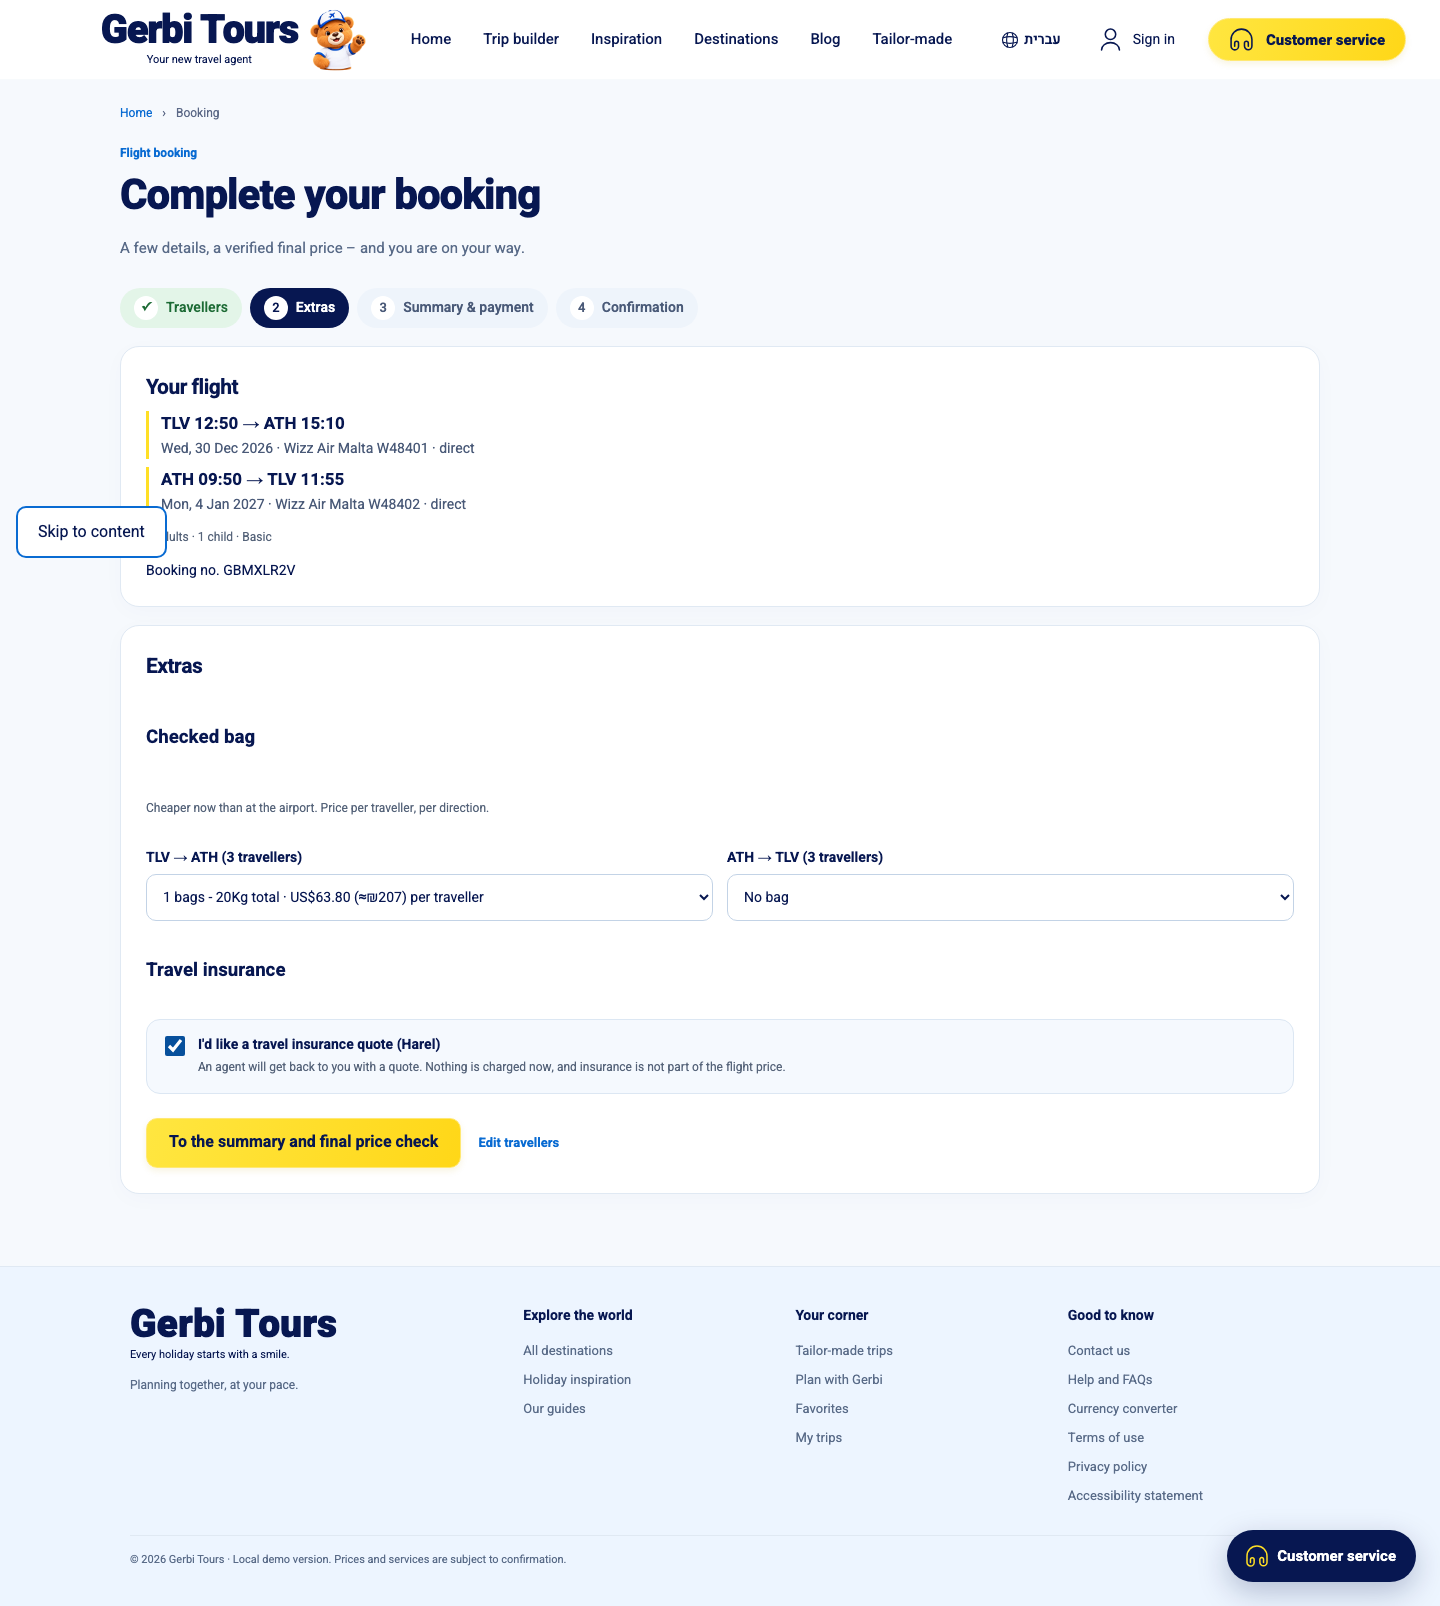 Gerbi Tours
Your new travel agent
Home
Trip builder
Inspiration
Destinations
Blog
Tailor-made
עברית
Sign in
Customer service
Home › Booking
Flight booking
Complete your booking
A few details, a verified final price – and you are on your way.
✓ Travellers
2 Extras
3 Summary & payment
4 Confirmation
Your flight
TLV 12:50 → ATH 15:10
Wed, 30 Dec 2026 · Wizz Air Malta W48401 · direct
ATH 09:50 → TLV 11:55
Mon, 4 Jan 2027 · Wizz Air Malta W48402 · direct
Skip to content
· 1 child · Basic
Booking no. GBMXLR2V
Extras
Checked bag
Cheaper now than at the airport. Price per traveller, per direction.
TLV → ATH (3 travellers)
1 bags - 20Kg total · US$63.80 (≈₪207) per traveller
ATH → TLV (3 travellers)
No bag
Travel insurance
I'd like a travel insurance quote (Harel)
An agent will get back to you with a quote. Nothing is charged now, and insurance is not part of the flight price.
To the summary and final price check
Edit travellers
Gerbi Tours
Every holiday starts with a smile.
Planning together, at your pace.
Explore the world
All destinations
Holiday inspiration
Our guides
Your corner
Tailor-made trips
Plan with Gerbi
Favorites
My trips
Good to know
Contact us
Help and FAQs
Currency converter
Terms of use
Privacy policy
Accessibility statement
© 2026 Gerbi Tours · Local demo version. Prices and services are subject to confirmation.
Customer service